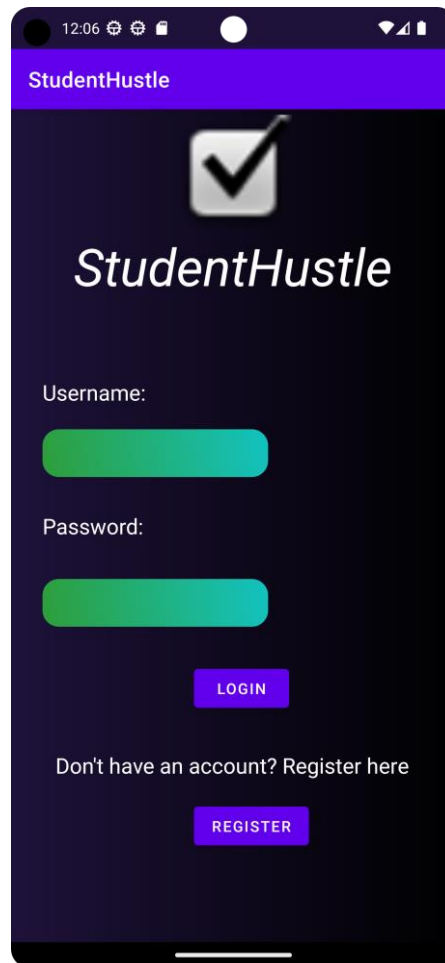 12:06
StudentHustle
StudentHustle
Username:
Password:
LOGIN
Don't have an account? Register here
REGISTER